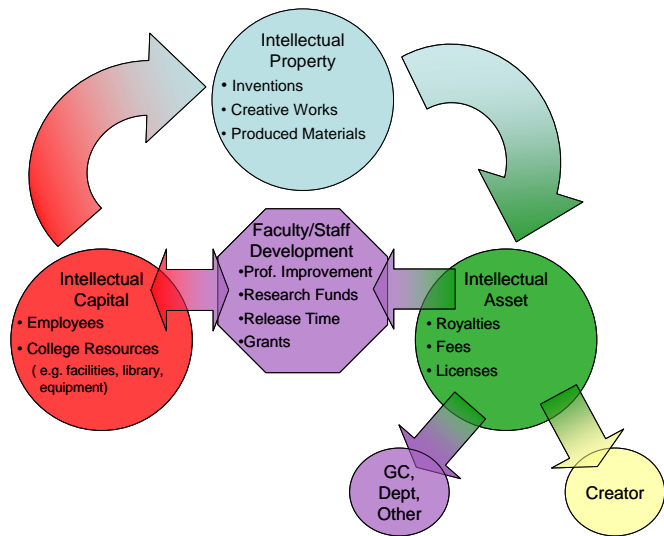 Intellectual
Property
• Inventions
• Creative Works
• Produced Materials
Faculty/Staff
Development
•Prof. Improvement
•Research Funds
•Release Time
•Grants
Intellectual
Capital
• Employees
• College Resources
( e.g. facilities, library,
equipment)
Intellectual
Asset
• Royalties
• Fees
• Licenses
GC,
Dept,
Other
Creator